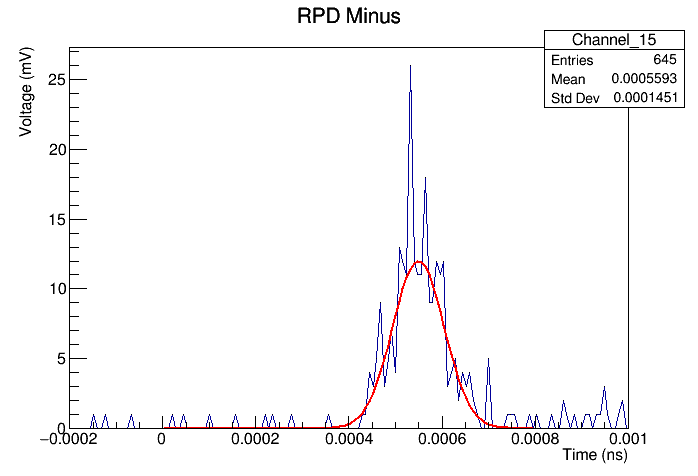 RPD Minus
Channel_15
Entries 645
Mean 0.0005593
Std Dev 0.0001451
Voltage (mV)
25
20
15
10
5
0
−0.0002 0 0.0002 0.0004 0.0006 0.0008 0.001
Time (ns)